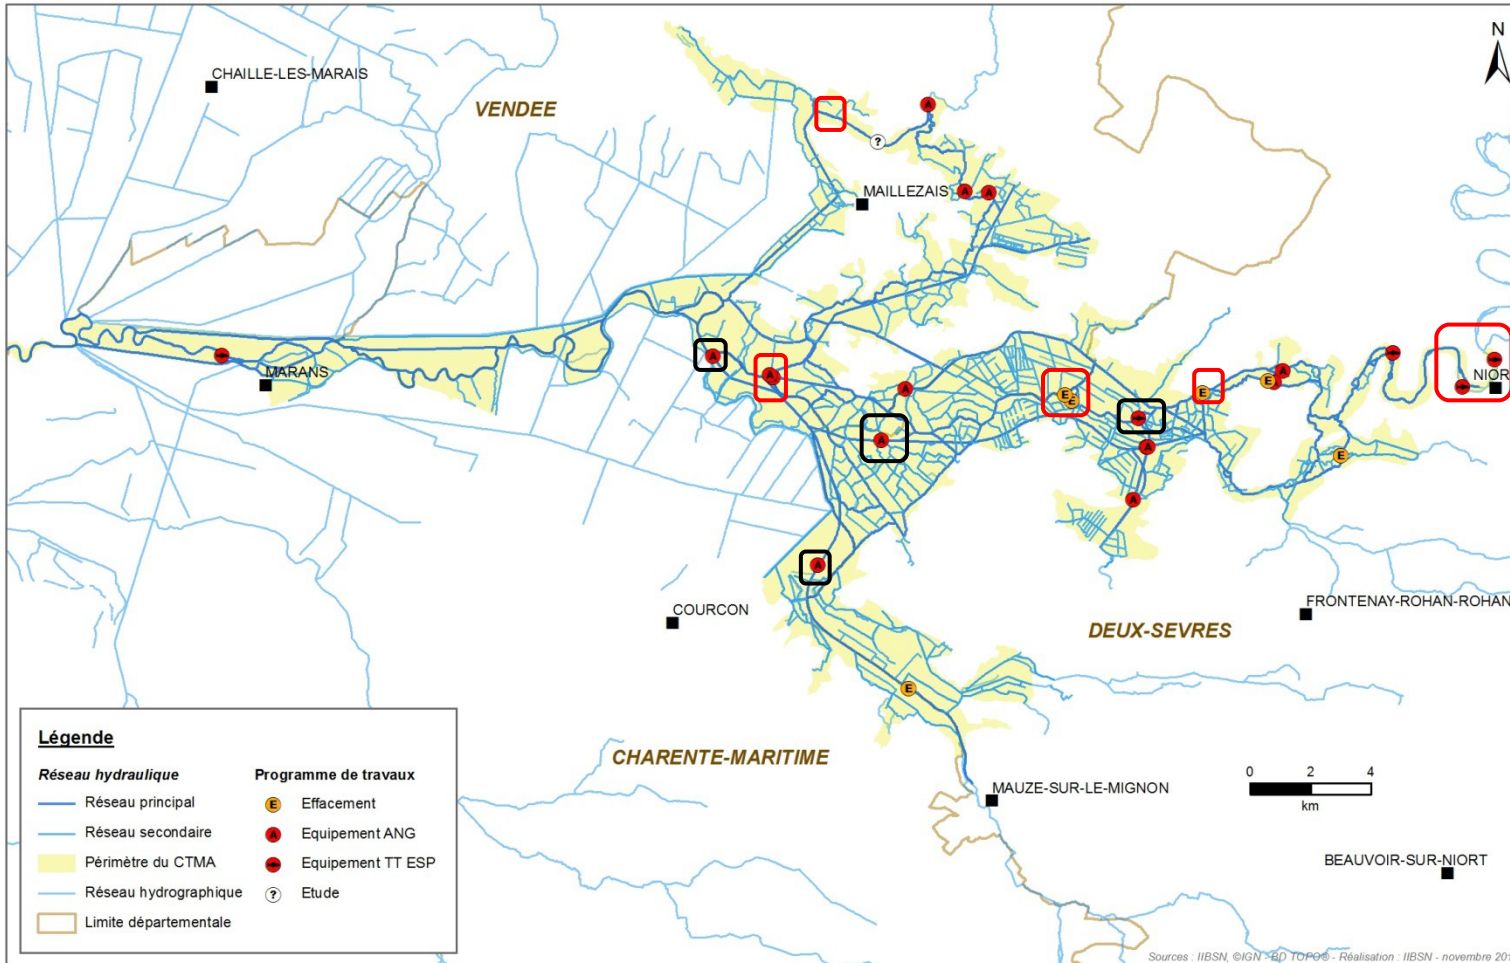 N
CHAILLE-LES-MARAIS
VENDEE
A
?
MAILLEZAIS
A
A
A
A
A
MARANS
E
E
E
E
A
NIOR
A
A
E
A
A
COURCON
FRONTENAY-ROHAN-ROHAN
DEUX-SEVRES
E
Légende
CHARENTE-MARITIME
Réseau hydraulique
Programme de travaux
Réseau principal
E
Effacement
Réseau secondaire
A
Equipement ANG
Périmètre du CTMA
Equipement TT ESP
Réseau hydrographique
?
Etude
Limite départementale
0 2 4
km
MAUZE-SUR-LE-MIGNON
BEAUVOIR-SUR-NIORT
Sources : IIBSN, ©IGN - BD TOPO® - Réalisation : IIBSN - novembre